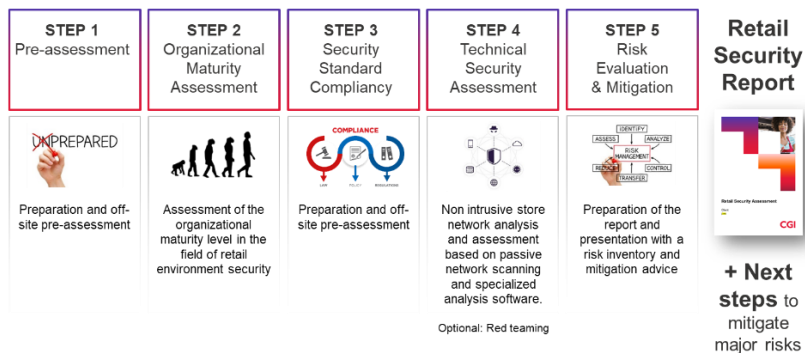 STEP 1
Pre-assessment
STEP 2
Organizational
Maturity
Assessment
STEP 3
Security
Standard
Compliancy
STEP 4
Technical
Security
Assessment
STEP 5
Risk
Evaluation
& Mitigation
Retail
Security
Report
UNPREPARED
Preparation and off-
site pre-assessment
Assessment of the
organizational
maturity level in the
field of retail
environment security
COMPLIANCE
LAW
POLICY
REGULATIONS
Preparation and off-
site pre-assessment
Non intrusive store
network analysis
and assessment
based on passive
network scanning
and specialized
analysis software.
Optional: Red teaming
IDENTIFY
ASSESS
ANALYZE
RISK
MANAGEMENT
REDUCE
CONTROL
TRANSFER
Preparation of the
report and
presentation with a
risk inventory and
mitigation advice
Retail Security Assessment
CGI
+ Next
steps to
mitigate
major risks